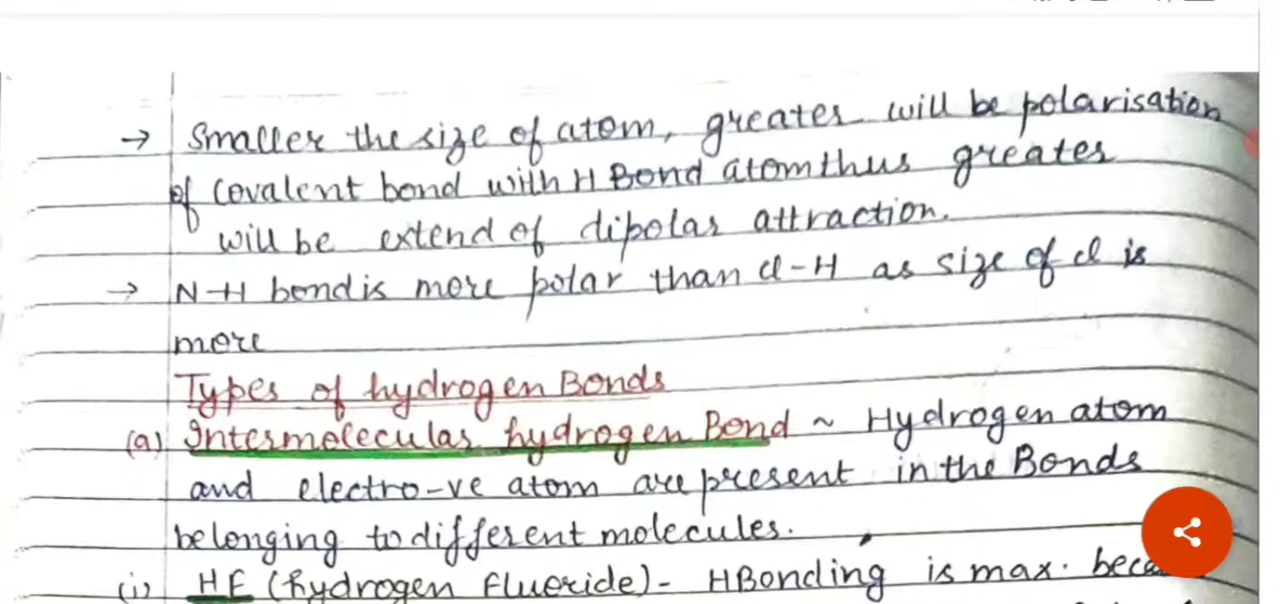 → Smaller the size of atom, greater will be polarisation
of covalent bond with H Bond atom thus greater
will be extend of dipolar attraction.
→ N-H bond is more polar than cl-H as size of cl is
more
Types of hydrogen Bonds
(a) Intermolecular hydrogen Bond ~ Hydrogen atom
and electro-ve atom are present in the Bonds
belonging to different molecules.
(i) HF (hydrogen Fluoride)- HBonding is max.